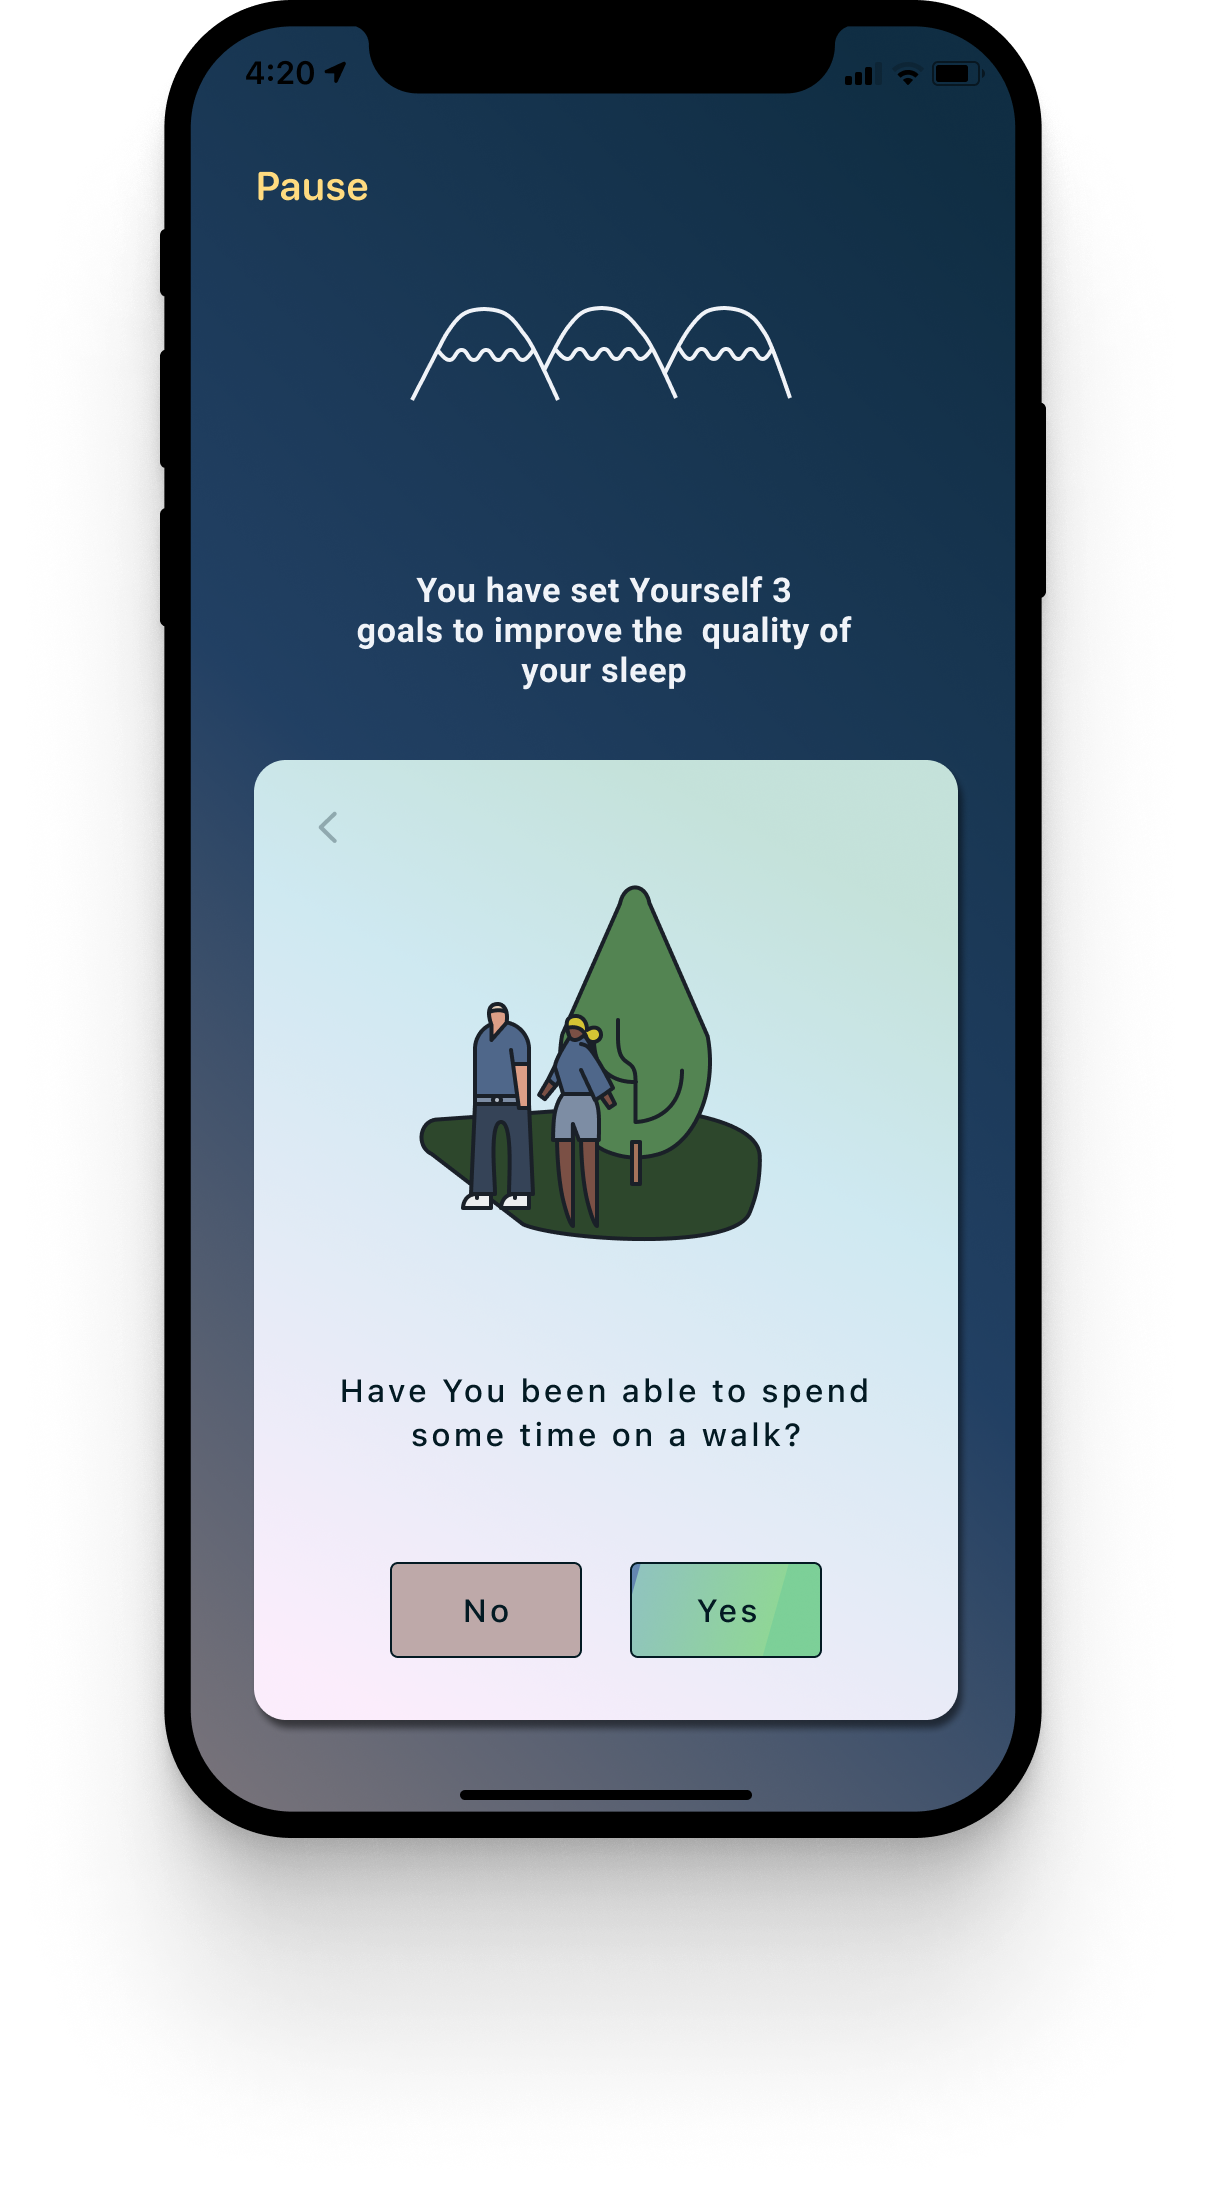 4:20
Pause
You have set Yourself 3
goals to improve the quality of
your sleep
Have You been able to spend
some time on a walk?
No
Yes